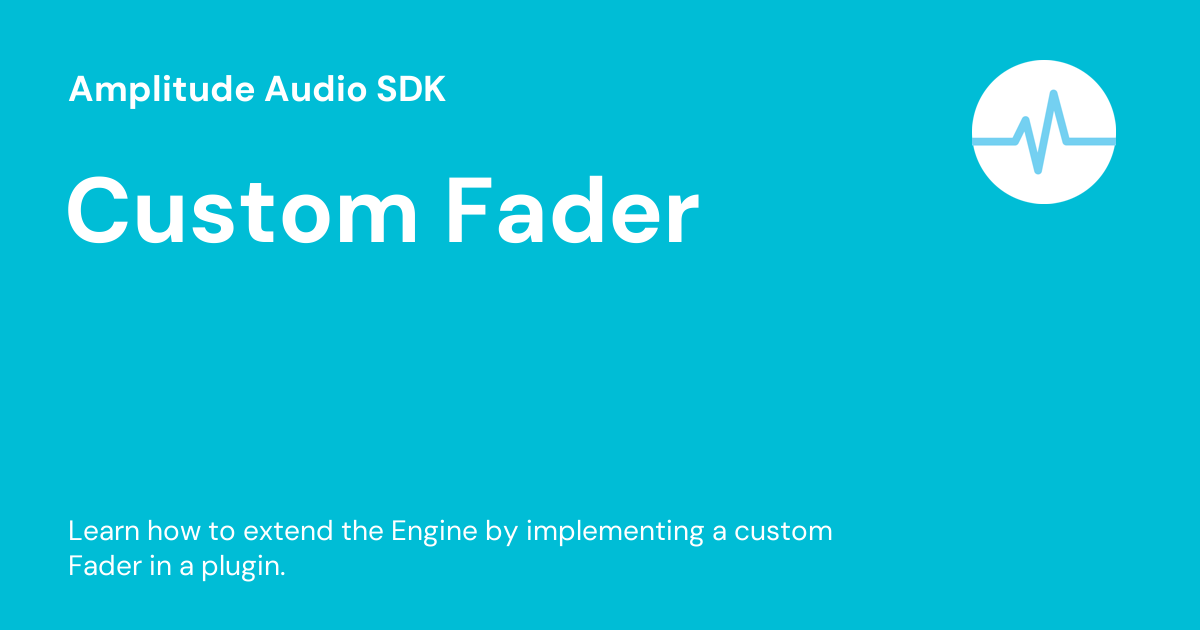 Amplitude Audio SDK
Custom Fader
Learn how to extend the Engine by implementing a custom
Fader in a plugin.